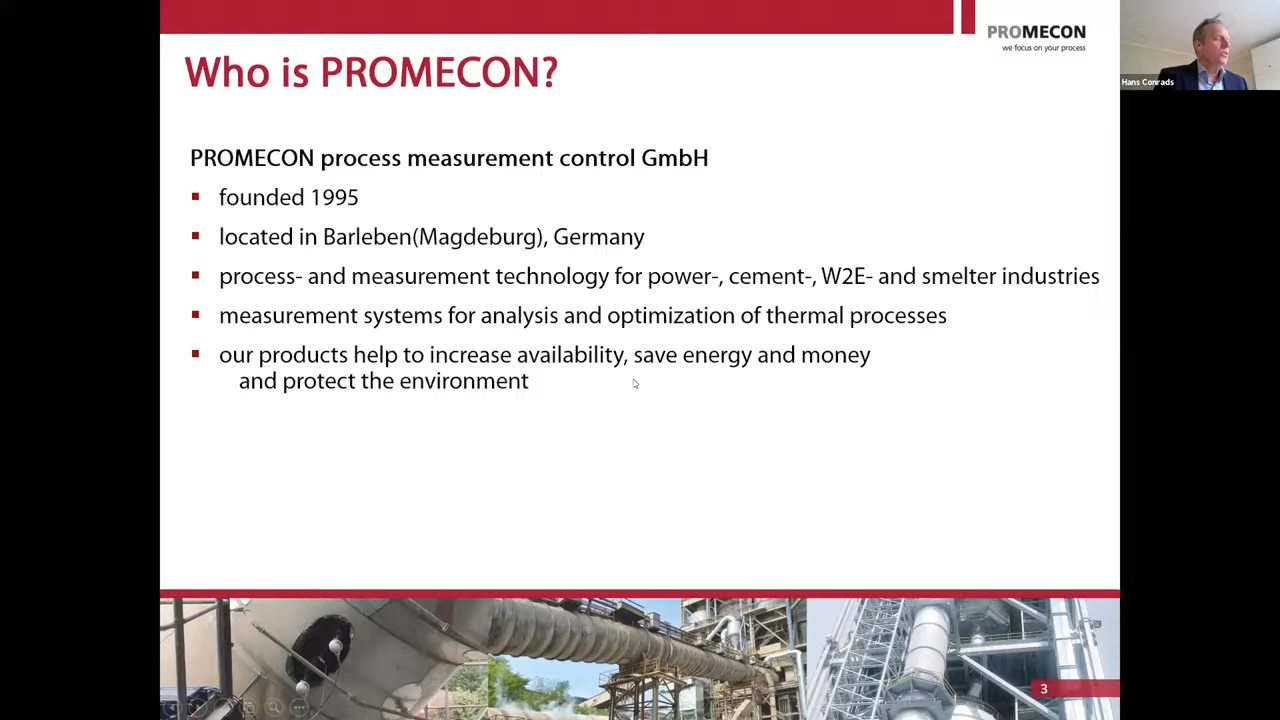 PROMECON
we focus on your process
Hans Conrads
Who is PROMECON?
PROMECON process measurement control GmbH
founded 1995
located in Barleben(Magdeburg), Germany
process- and measurement technology for power-, cement-, W2E- and smelter industries
measurement systems for analysis and optimization of thermal processes
our products help to increase availability, save energy and money
and protect the environment
3